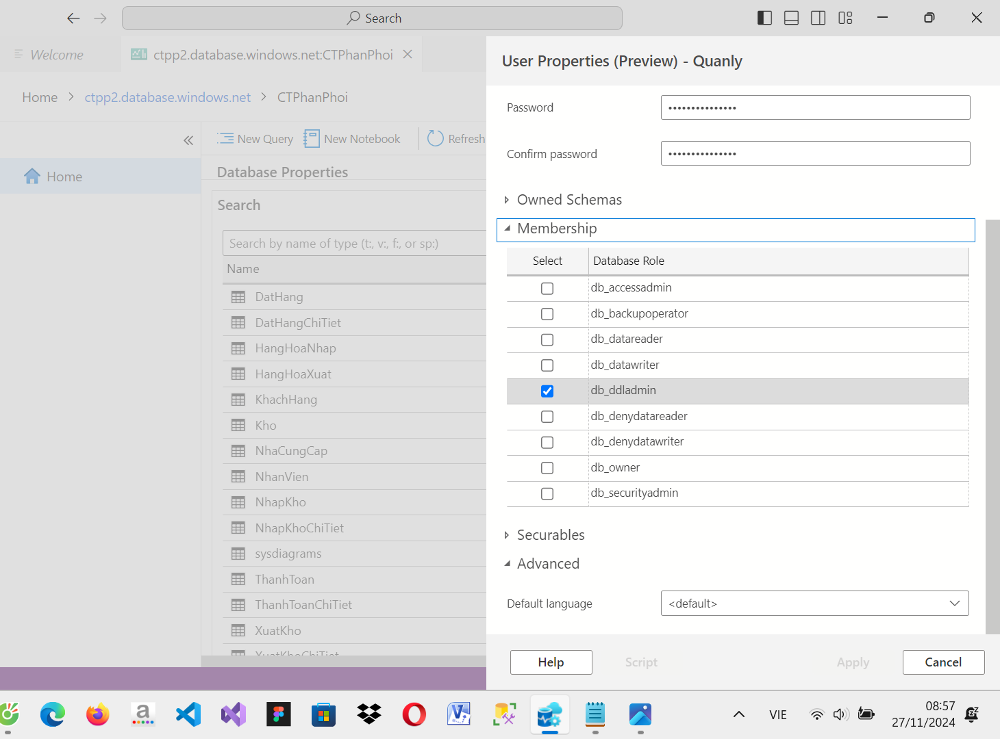 Search
Welcome
ctpp2.database.windows.net:CTPhanPhoi
Home > ctpp2.database.windows.net > CTPhanPhoi
Home
New Query
New Notebook
Refresh
Database Properties
Search
Search by name of type (t:, v:, f:, or sp:)
Name
DatHang
DatHangChiTiet
HangHoaNhap
HangHoaXuat
KhachHang
Kho
NhaCungCap
NhanVien
NhapKho
NhapKhoChiTiet
sysdiagrams
ThanhToan
ThanhToanChiTiet
XuatKho
XuatKhoChiTiet
User Properties (Preview) - Quanly
Password
•••••••••••••••
Confirm password
•••••••••••••••
Owned Schemas
Membership
Select Database Role
db_accessadmin
db_backupoperator
db_datareader
db_datawriter
db_ddladmin
db_denydatareader
db_denydatawriter
db_owner
db_securityadmin
Securables
Advanced
Default language <default>
Help Script Apply Cancel
VIE
08:57
27/11/2024